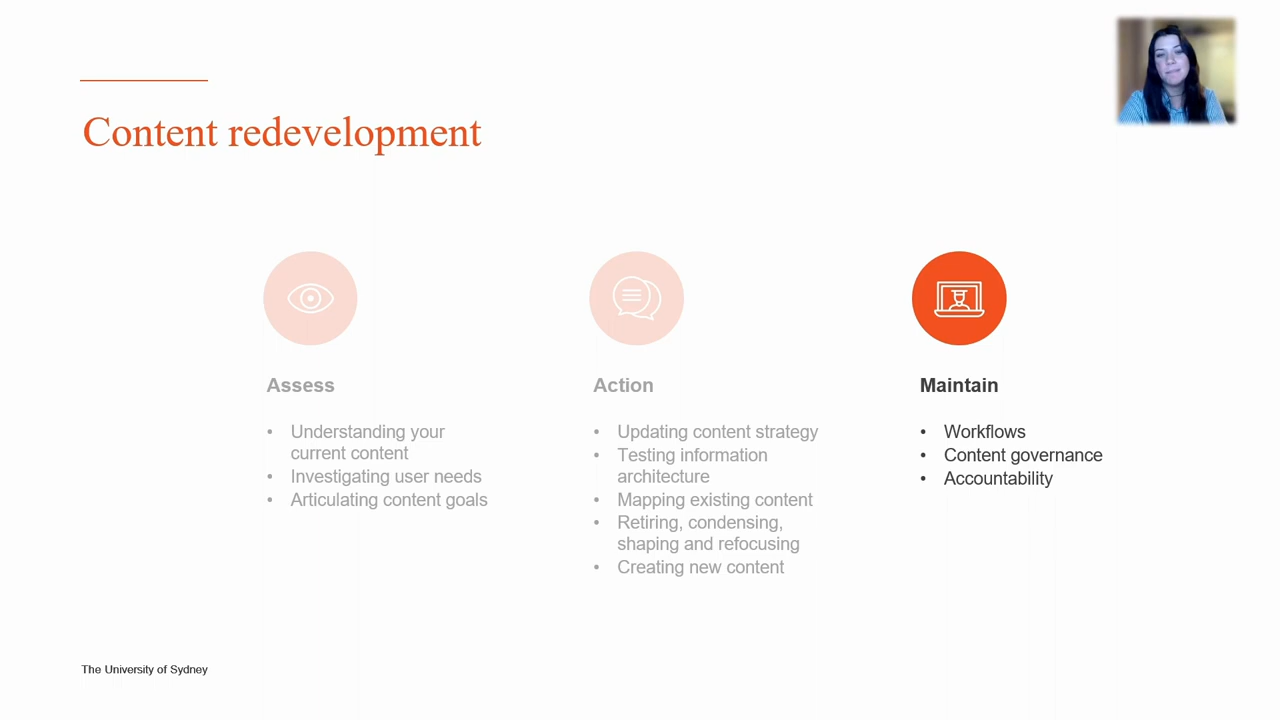 Content redevelopment
Assess
• Understanding your
current content
• Investigating user needs
• Articulating content goals
Action
• Updating content strategy
• Testing information
architecture
• Mapping existing content
• Retiring, condensing,
shaping and refocusing
• Creating new content
Maintain
• Workflows
• Content governance
• Accountability
The University of Sydney